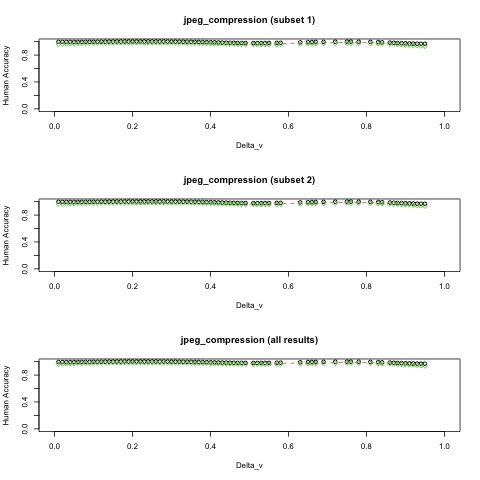 jpeg_compression (subset 1)
Human Accuracy
0.0 0.4 0.8
0.0 0.2 0.4 0.6 0.8 1.0
Delta_v
jpeg_compression (subset 2)
Human Accuracy
0.0 0.4 0.8
0.0 0.2 0.4 0.6 0.8 1.0
Delta_v
jpeg_compression (all results)
Human Accuracy
0.0 0.4 0.8
0.0 0.2 0.4 0.6 0.8 1.0
Delta_v